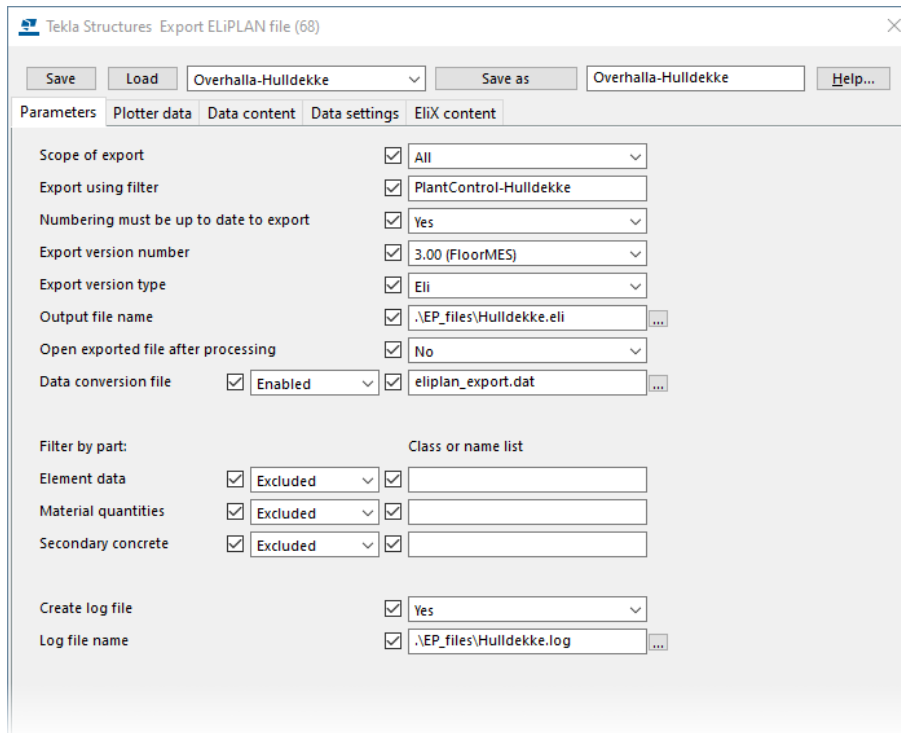 Tekla Structures Export ELiPLAN file (68)
Save Load Overhalla-Hulldekke Save as Overhalla-Hulldekke Help...
Parameters Plotter data Data content Data settings EliX content
Scope of export All
Export using filter PlantControl-Hulldekke
Numbering must be up to date to export Yes
Export version number 3.00 (FloorMES)
Export version type Eli
Output file name .\EP_files\Hulldekke.eli ...
Open exported file after processing No
Data conversion file Enabled eliplan_export.dat ...
Filter by part: Class or name list
Element data Excluded
Material quantities Excluded
Secondary concrete Excluded
Create log file Yes
Log file name .\EP_files\Hulldekke.log ...